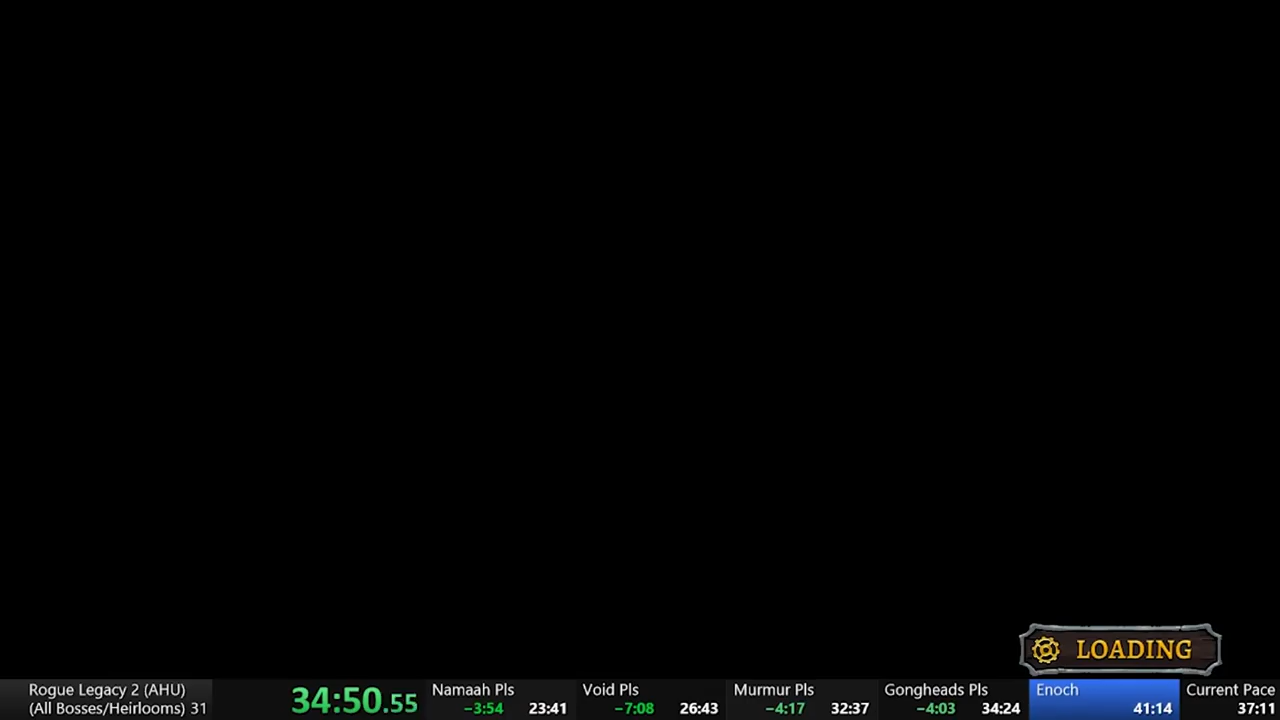 LOADING
Rogue Legacy 2 (AHU)
(All Bosses/Heirlooms) 31
34:50.55
Namaah Pls
−3:54 23:41
Void Pls
−7:08 26:43
Murmur Pls
−4:17 32:37
Gongheads Pls
−4:03 34:24
Enoch
41:14
Current Pace
37:11